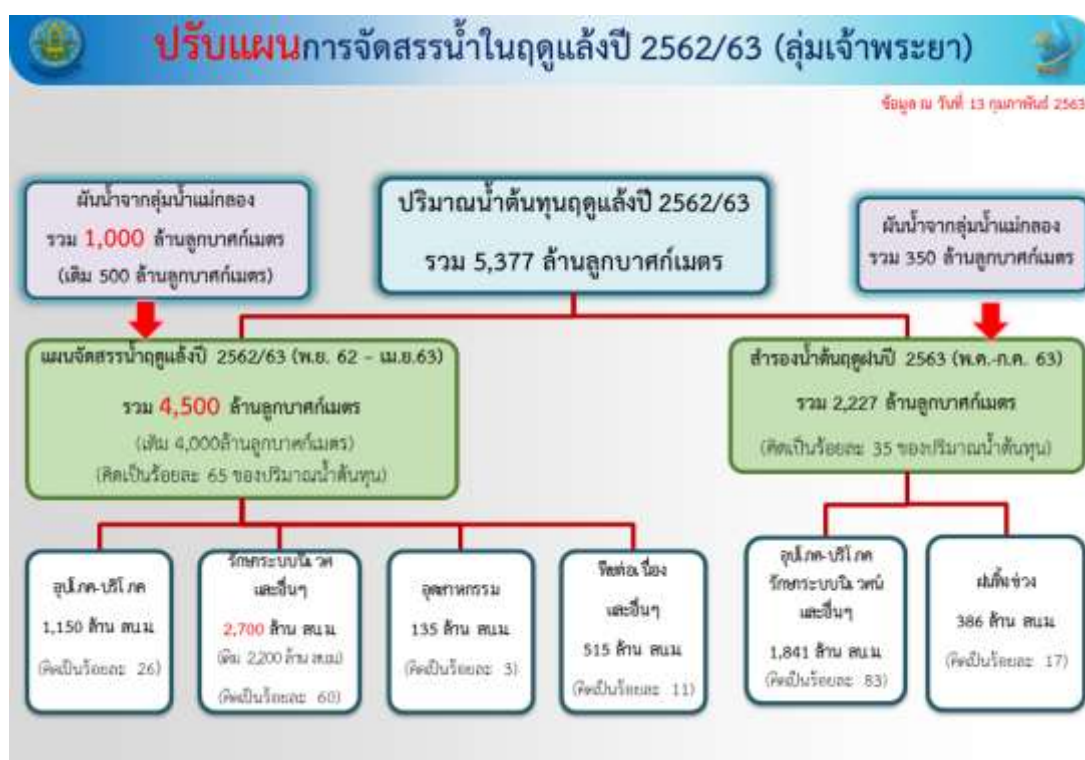 ปรับแผนการจัดสรรน้ำในฤดูแล้งปี 2562/63 (ลุ่มเจ้าพระยา)
ข้อมูล ณ วันที่ 13 กุมภาพันธ์ 2563
ผันน้ำจากลุ่มน้ำแม่กลอง
รวม 1,000 ล้านลูกบาศก์เมตร
(เดิม 500 ล้านลูกบาศก์เมตร)
ปริมาณน้ำต้นทุนฤดูแล้งปี 2562/63
รวม 5,377 ล้านลูกบาศก์เมตร
ผันน้ำจากลุ่มน้ำแม่กลอง
รวม 350 ล้านลูกบาศก์เมตร
แผนจัดสรรน้ำฤดูแล้งปี 2562/63 (พ.ย. 62 - เม.ย.63)
รวม 4,500 ล้านลูกบาศก์เมตร
(เดิม 4,000ล้านลูกบาศก์เมตร)
(คิดเป็นร้อยละ 65 ของปริมาณน้ำต้นทุน)
สำรองน้ำต้นฤดูฝนปี 2563 (พ.ค.-ก.ค. 63)
รวม 2,227 ล้านลูกบาศก์เมตร
(คิดเป็นร้อยละ 35 ของปริมาณน้ำต้นทุน)
อุปโภค-บริโภค
1,150 ล้าน ลบ.ม.
(คิดเป็นร้อยละ 26)
รักษาระบบนิเวศ
และอื่นๆ
2,700 ล้าน ลบ.ม.
(เดิม 2,200 ล้าน ลบ.ม.)
(คิดเป็นร้อยละ 60)
อุตสาหกรรม
135 ล้าน ลบ.ม.
(คิดเป็นร้อยละ 3)
พืชต่อเนื่อง
และอื่นๆ
515 ล้าน ลบ.ม.
(คิดเป็นร้อยละ 11)
อุปโภค-บริโภค
รักษาระบบนิเวศน์
และอื่นๆ
1,841 ล้าน ลบ.ม.
(คิดเป็นร้อยละ 83)
ฝนทิ้งช่วง
386 ล้าน ลบ.ม.
(คิดเป็นร้อยละ 17)